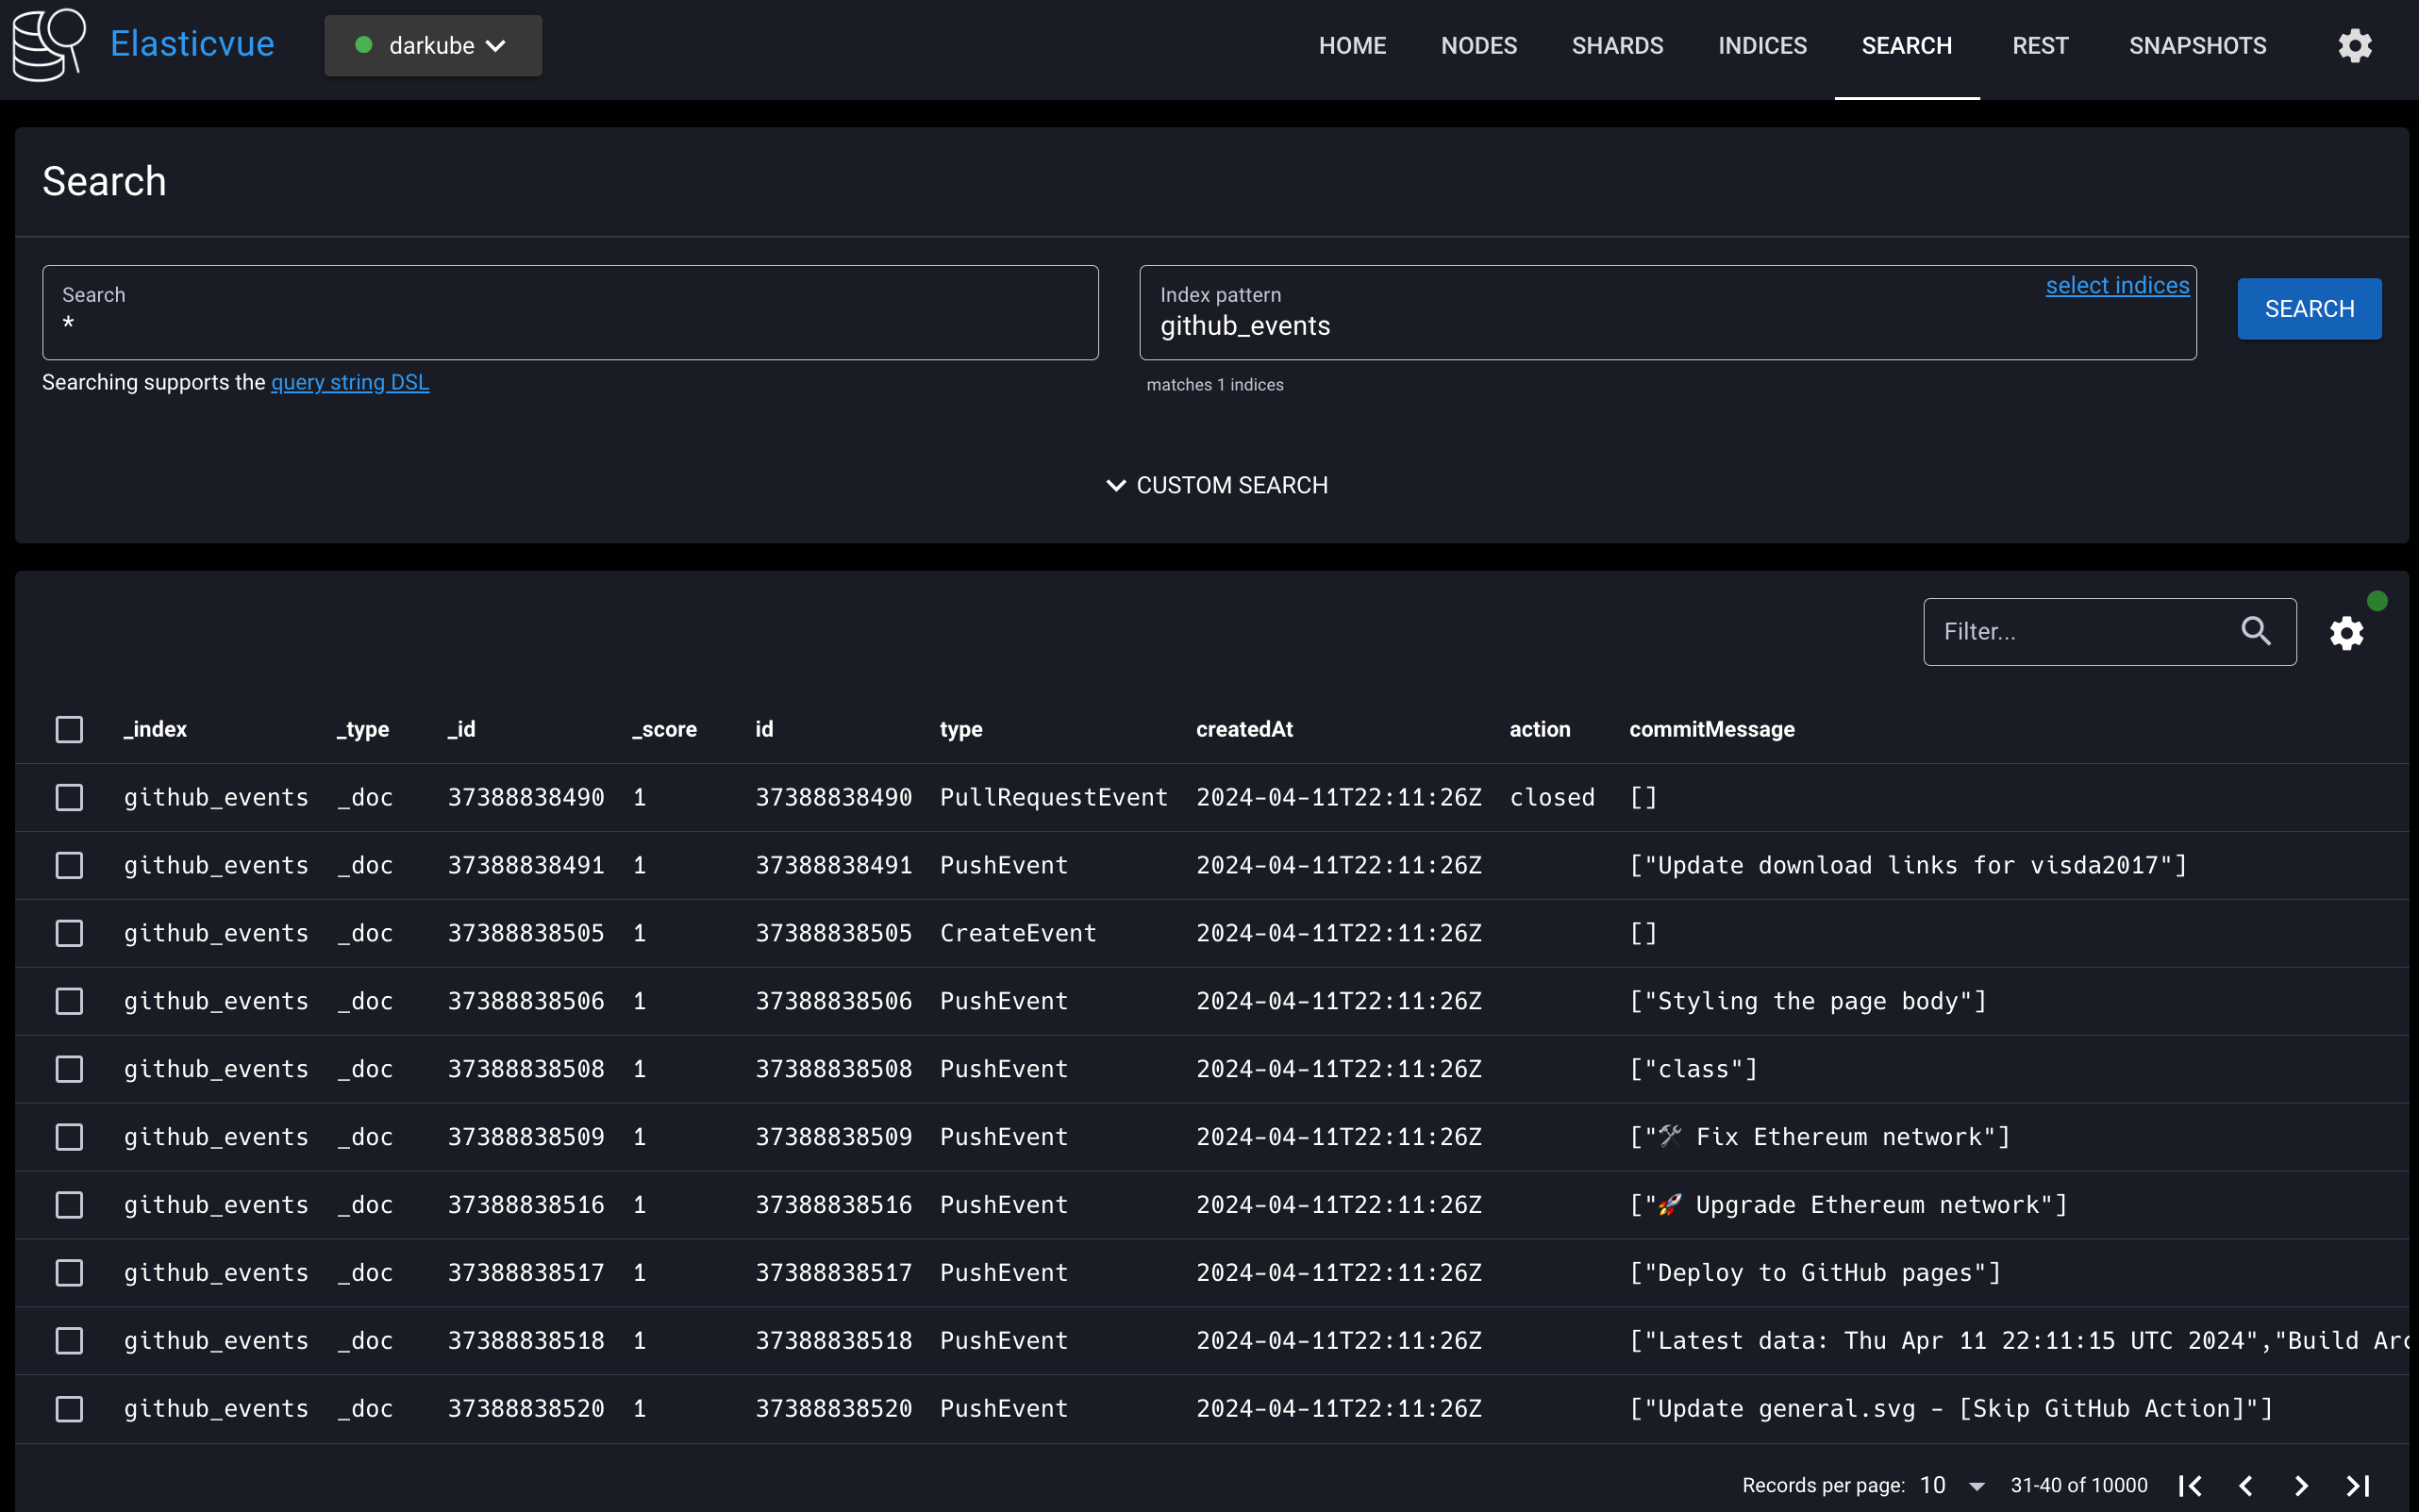 Elasticvue
darkube
HOME NODES SHARDS INDICES SEARCH REST SNAPSHOTS
Search
Search
*
Index pattern
github_events
select indices
SEARCH
Searching supports the query string DSL
matches 1 indices
CUSTOM SEARCH
Filter...
_index _type _id _score id type createdAt action commitMessage
github_events _doc 37388838490 1 37388838490 PullRequestEvent 2024-04-11T22:11:26Z closed []
github_events _doc 37388838491 1 37388838491 PushEvent 2024-04-11T22:11:26Z ["Update download links for visda2017"]
github_events _doc 37388838505 1 37388838505 CreateEvent 2024-04-11T22:11:26Z []
github_events _doc 37388838506 1 37388838506 PushEvent 2024-04-11T22:11:26Z ["Styling the page body"]
github_events _doc 37388838508 1 37388838508 PushEvent 2024-04-11T22:11:26Z ["class"]
github_events _doc 37388838509 1 37388838509 PushEvent 2024-04-11T22:11:26Z ["🛠 Fix Ethereum network"]
github_events _doc 37388838516 1 37388838516 PushEvent 2024-04-11T22:11:26Z ["🚀 Upgrade Ethereum network"]
github_events _doc 37388838517 1 37388838517 PushEvent 2024-04-11T22:11:26Z ["Deploy to GitHub pages"]
github_events _doc 37388838518 1 37388838518 PushEvent 2024-04-11T22:11:26Z ["Latest data: Thu Apr 11 22:11:15 UTC 2024","Build
github_events _doc 37388838520 1 37388838520 PushEvent 2024-04-11T22:11:26Z ["Update general.svg - [Skip GitHub Action]"]
Records per page: 10 31-40 of 10000